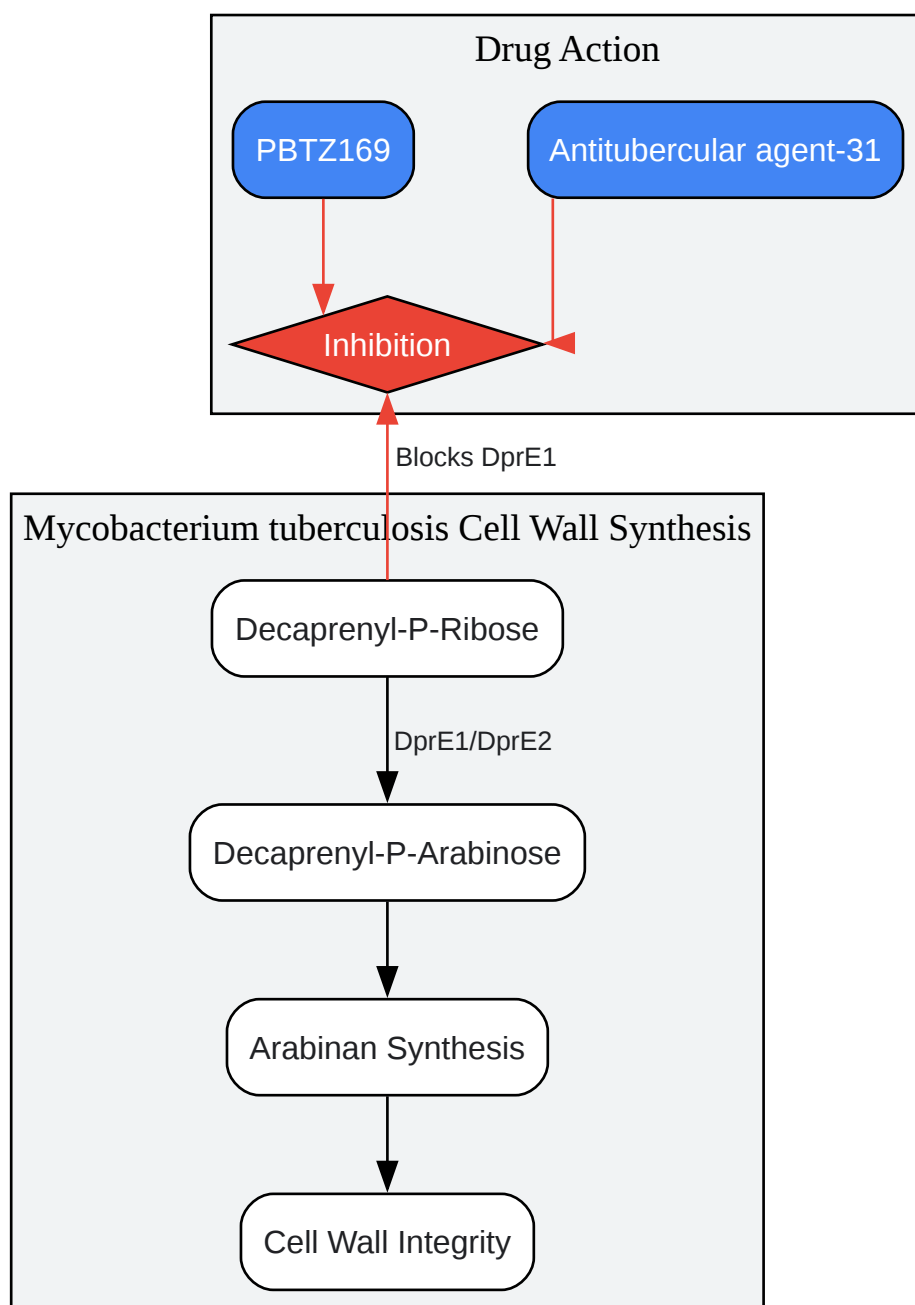 Drug Action
PBTZ169
Antitubercular agent-31
Inhibition
Blocks DprE1
Mycobacterium tuberculosis Cell Wall Synthesis
Decaprenyl-P-Ribose
DprE1/DprE2
Decaprenyl-P-Arabinose
Arabinan Synthesis
Cell Wall Integrity